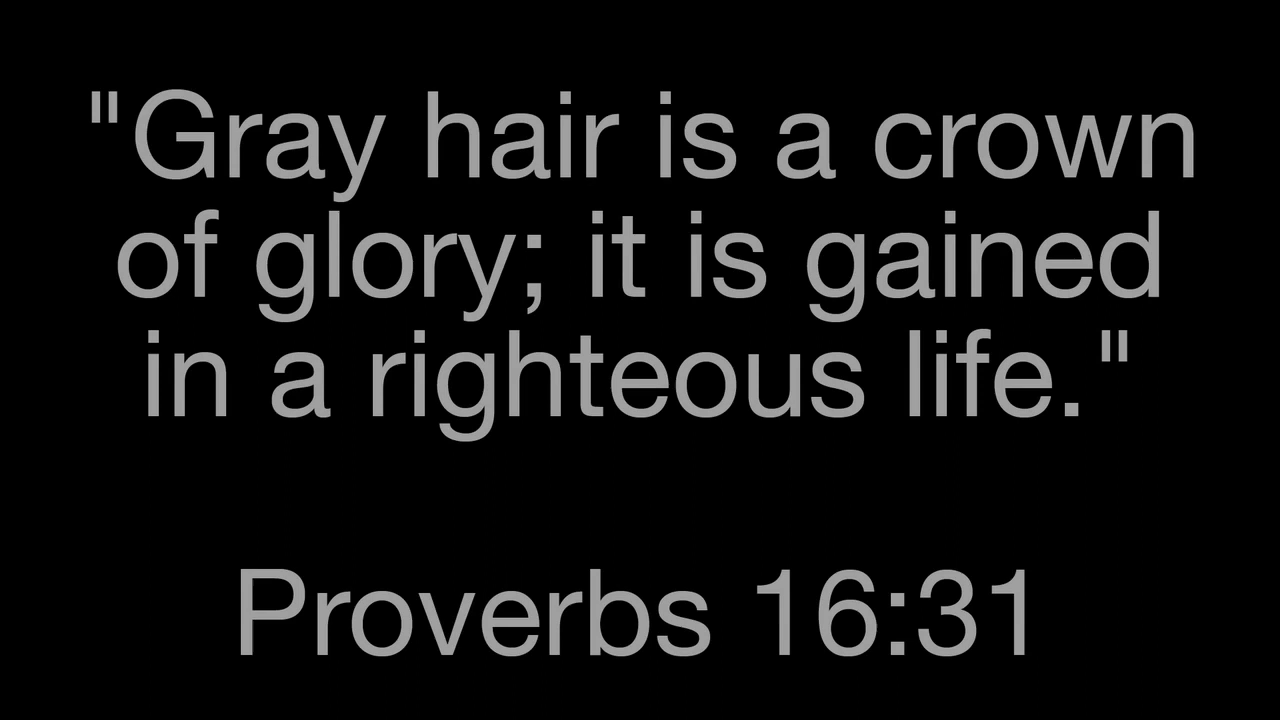 "Gray hair is a crown
of glory; it is gained
in a righteous life."
Proverbs 16:31